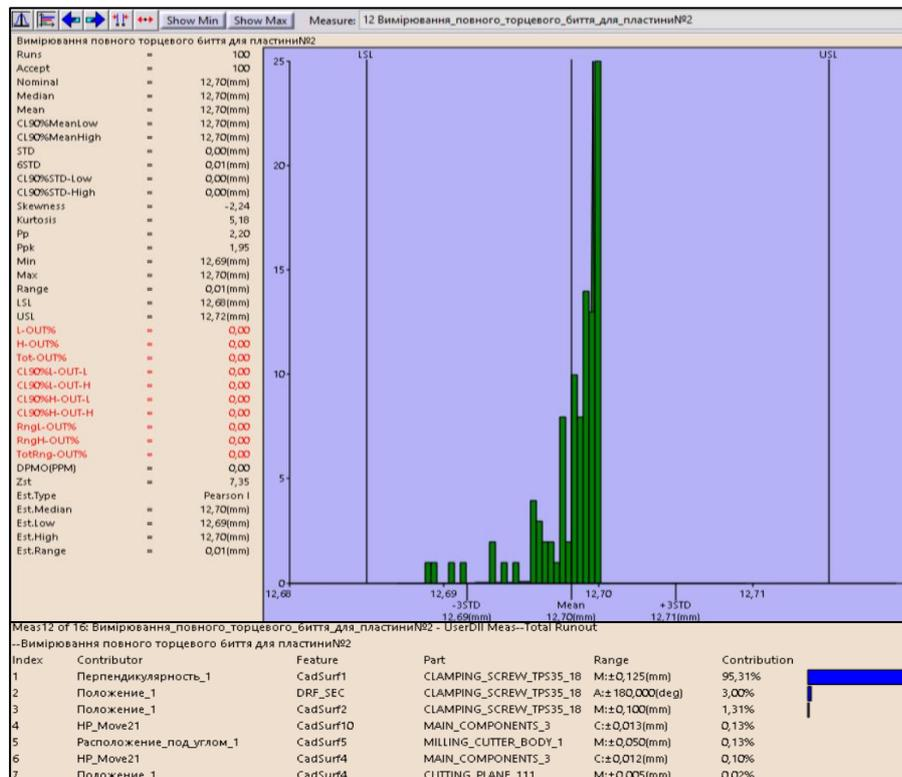 Show Min Show Max Measure: 12 Вимірювання_повного_торцевого_биття_для_пластини№2
Вимірювання повного торцевого биття для пластини№2
Runs = 100
Accept = 100
Nominal = 12,70(mm)
Median = 12,70(mm)
Mean = 12,70(mm)
CL90%MeanLow = 12,70(mm)
CL90%MeanHigh = 12,70(mm)
STD = 0,00(mm)
6STD = 0,01(mm)
CL90%STD-Low = 0,00(mm)
CL90%STD-High = 0,00(mm)
Skewness = -2,24
Kurtosis = 5,18
Pp = 2,20
Ppk = 1,95
Min = 12,69(mm)
Max = 12,70(mm)
Range = 0,01(mm)
LSL = 12,68(mm)
USL = 12,72(mm)
L-OUT% = 0,00
H-OUT% = 0,00
Tot-OUT% = 0,00
CL90%L-OUT-L = 0,00
CL90%L-OUT-H = 0,00
CL90%H-OUT-L = 0,00
CL90%H-OUT-H = 0,00
RngL-OUT% = 0,00
RngH-OUT% = 0,00
TotRng-OUT% = 0,00
DPMO(PPM) = 0,00
Zst = 7,35
Est.Type Pearson I
Est.Median = 12,70(mm)
Est.Low = 12,69(mm)
Est.High = 12,70(mm)
Est.Range = 0,01(mm)
LSL USL
25
20
15
10
5
0
12,68 12,69 12,70 12,71
-3STD Mean +3STD
12,69(mm) 12,70(mm) 12,71(mm)
Meas12 of 16: Вимірювання_повного_торцевого_биття_для_пластини№2 - UserDll Meas--Total Runout
--Вимірювання повного торцевого биття для пластини№2
Index Contributor Feature Part Range Contribution
1 Перпендикулярность_1 CadSurf1 CLAMPING_SCREW_TPS35_18 M:±0,125(mm) 95,31%
2 Положение_1 DRF_SEC CLAMPING_SCREW_TPS35_18 A:±180,000(deg) 3,00%
3 Положение_1 CadSurf2 CLAMPING_SCREW_TPS35_18 M:±0,100(mm) 1,31%
4 HP_Move21 CadSurf10 MAIN_COMPONENTS_3 C:±0,013(mm) 0,13%
5 Расположение_под_углом_1 CadSurf5 MILLING_CUTTER_BODY_1 M:±0,050(mm) 0,13%
6 HP_Move21 CadSurf4 MAIN_COMPONENTS_3 C:±0,012(mm) 0,10%
7 Положение_1 CadSurf4 CUTTING_PLANE_111 M:±0,005(mm) 0,02%